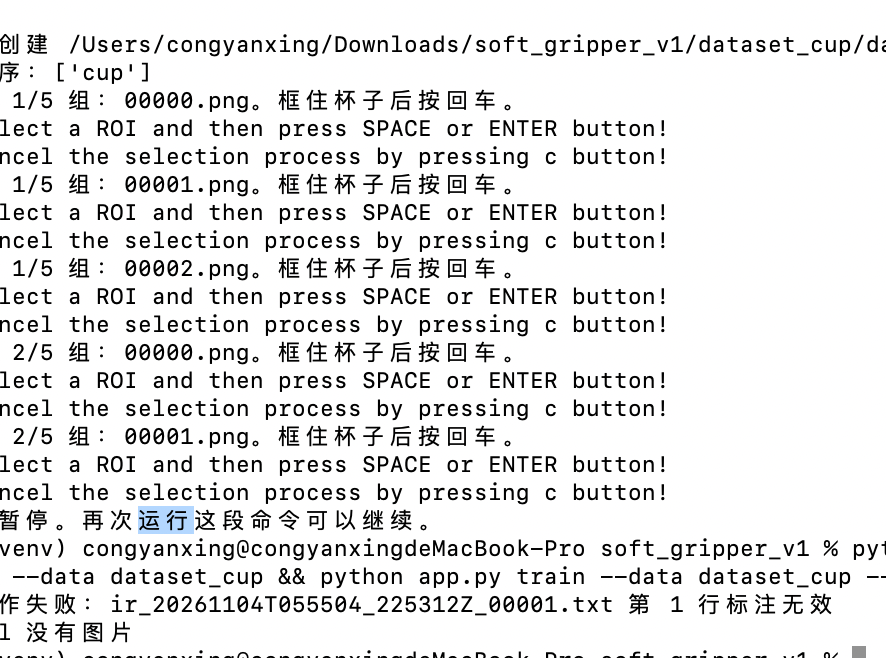 创建 /Users/congyanxing/Downloads/soft_gripper_v1/dataset_cup/da
序: ['cup']
1/5 组: 00000.png。框住杯子后按回车。
lect a ROI and then press SPACE or ENTER button!
ncel the selection process by pressing c button!
1/5 组: 00001.png。框住杯子后按回车。
lect a ROI and then press SPACE or ENTER button!
ncel the selection process by pressing c button!
1/5 组: 00002.png。框住杯子后按回车。
lect a ROI and then press SPACE or ENTER button!
ncel the selection process by pressing c button!
2/5 组: 00000.png。框住杯子后按回车。
lect a ROI and then press SPACE or ENTER button!
ncel the selection process by pressing c button!
2/5 组: 00001.png。框住杯子后按回车。
lect a ROI and then press SPACE or ENTER button!
ncel the selection process by pressing c button!
暂停。再次运行这段命令可以继续。
venv) congyanxing@congyanxingdeMacBook-Pro soft_gripper_v1 % pyt
--data dataset_cup && python app.py train --data dataset_cup --
作失败: ir_20261104T055504_225312Z_00001.txt 第 1 行标注无效
l 没有图片
venv) congyanxing@congyanxingdeMacBook-Pro soft_gripper_v1 %